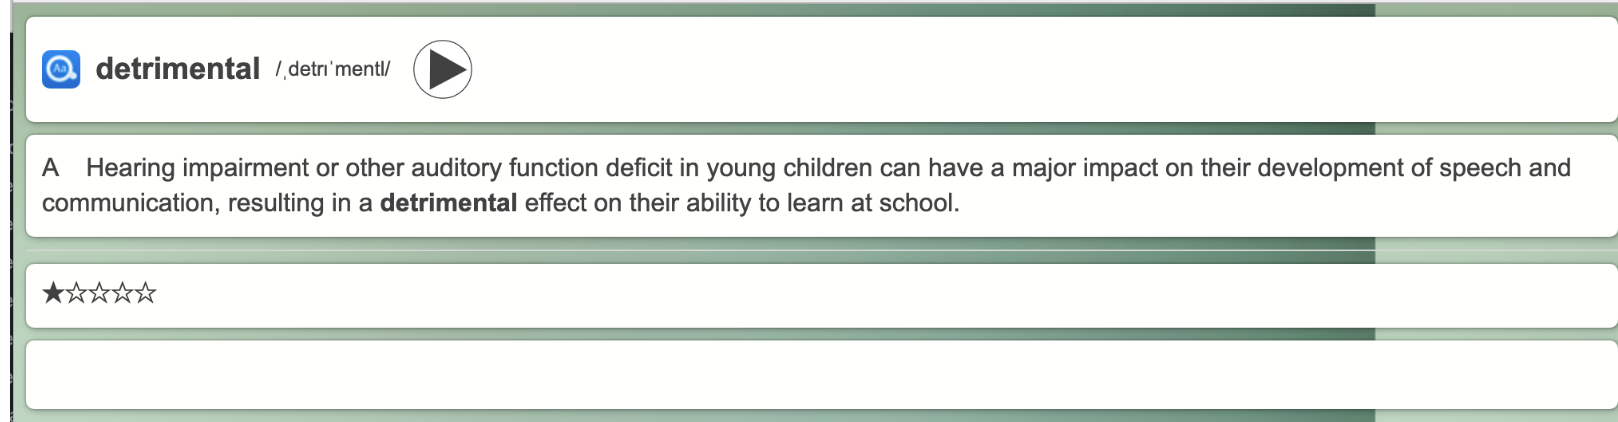 Aa detrimental /ˌdetrɪˈmentl/
A Hearing impairment or other auditory function deficit in young children can have a major impact on their development of speech and
communication, resulting in a detrimental effect on their ability to learn at school.
★☆☆☆☆